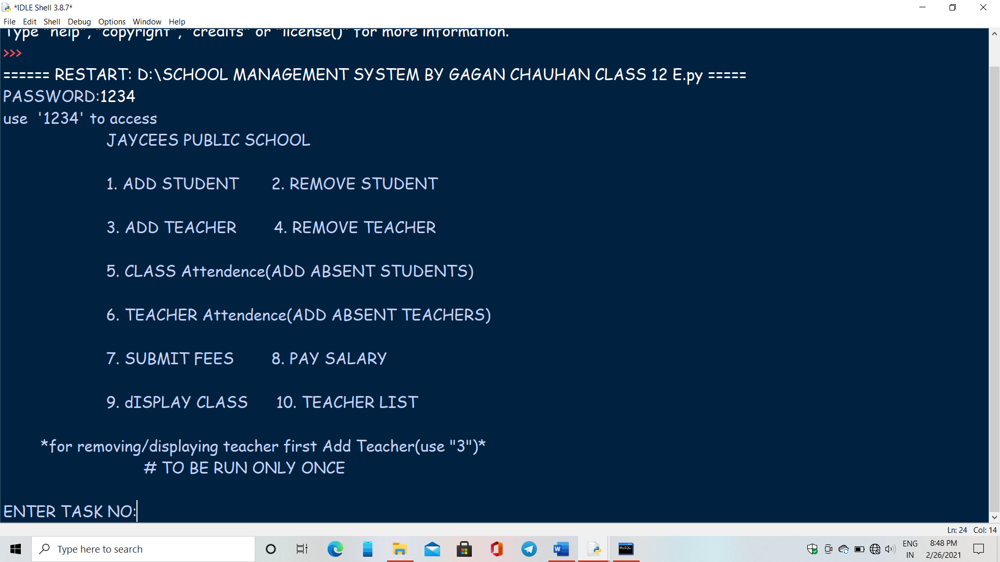 *IDLE Shell 3.8.7*
File Edit Shell Debug Options Window Help
Type "help", "copyright", "credits" or "license()" for more information.
>>>
====== RESTART: D:\SCHOOL MANAGEMENT SYSTEM BY GAGAN CHAUHAN CLASS 12 E.py =====
PASSWORD:1234
use '1234' to access
JAYCEES PUBLIC SCHOOL
1. ADD STUDENT 2. REMOVE STUDENT
3. ADD TEACHER 4. REMOVE TEACHER
5. CLASS Attendence(ADD ABSENT STUDENTS)
6. TEACHER Attendence(ADD ABSENT TEACHERS)
7. SUBMIT FEES 8. PAY SALARY
9. dISPLAY CLASS 10. TEACHER LIST
*for removing/displaying teacher first Add Teacher(use "3")*
# TO BE RUN ONLY ONCE
ENTER TASK NO:
Ln: 24 Col: 14
Type here to search
ENG 8:48 PM
IN 2/26/2021